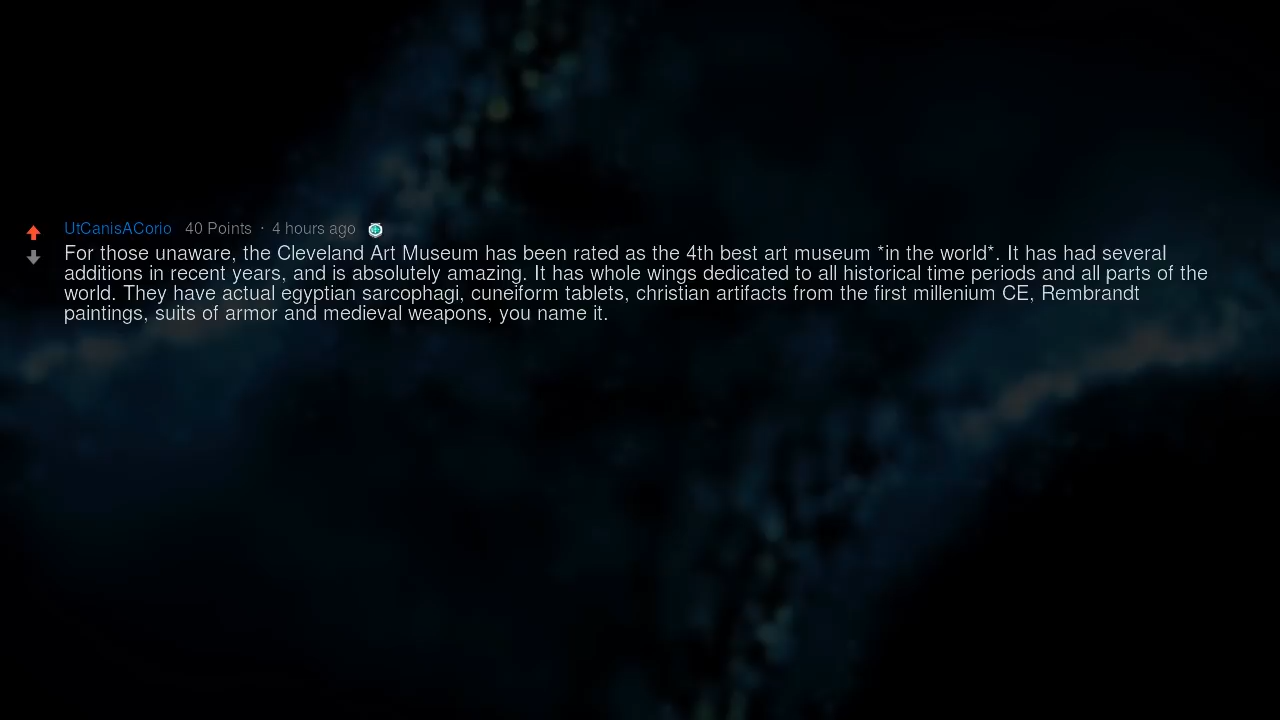 UtCanisACorio 40 Points · 4 hours ago
For those unaware, the Cleveland Art Museum has been rated as the 4th best art museum *in the world*. It has had several
additions in recent years, and is absolutely amazing. It has whole wings dedicated to all historical time periods and all parts of the
world. They have actual egyptian sarcophagi, cuneiform tablets, christian artifacts from the first millenium CE, Rembrandt
paintings, suits of armor and medieval weapons, you name it.